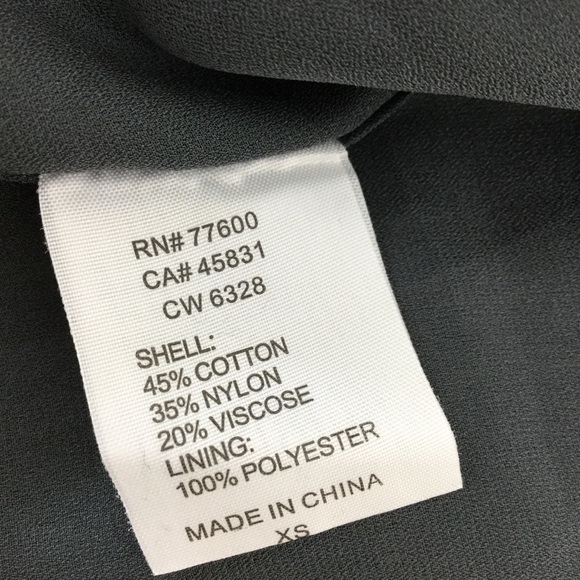 RN# 77600
CA# 45831
CW 6328
SHELL:
45% COTTON
35% NYLON
20% VISCOSE
LINING:
100% POLYESTER
MADE IN CHINA
XS